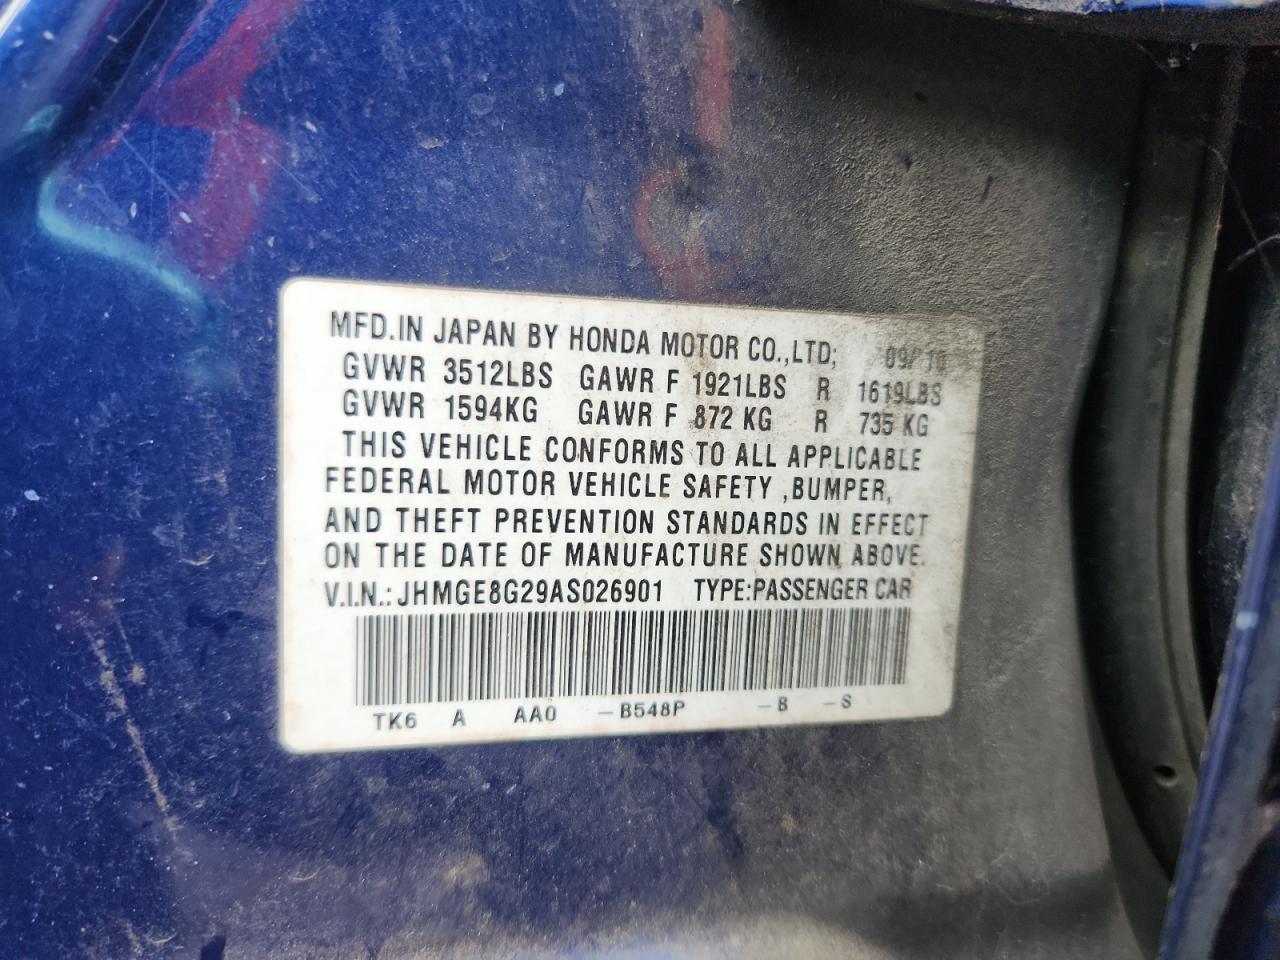 MFD.IN JAPAN BY HONDA MOTOR CO.,LTD; 09/10
GVWR 3512LBS GAWR F 1921LBS R 1619LBS
GVWR 1594KG GAWR F 872 KG R 735 KG
THIS VEHICLE CONFORMS TO ALL APPLICABLE
FEDERAL MOTOR VEHICLE SAFETY ,BUMPER,
AND THEFT PREVENTION STANDARDS IN EFFECT
ON THE DATE OF MANUFACTURE SHOWN ABOVE.
V.I.N.: JHMGE8G29AS026901 TYPE:PASSENGER CAR
TK6 A AA0 –B548P –B –S